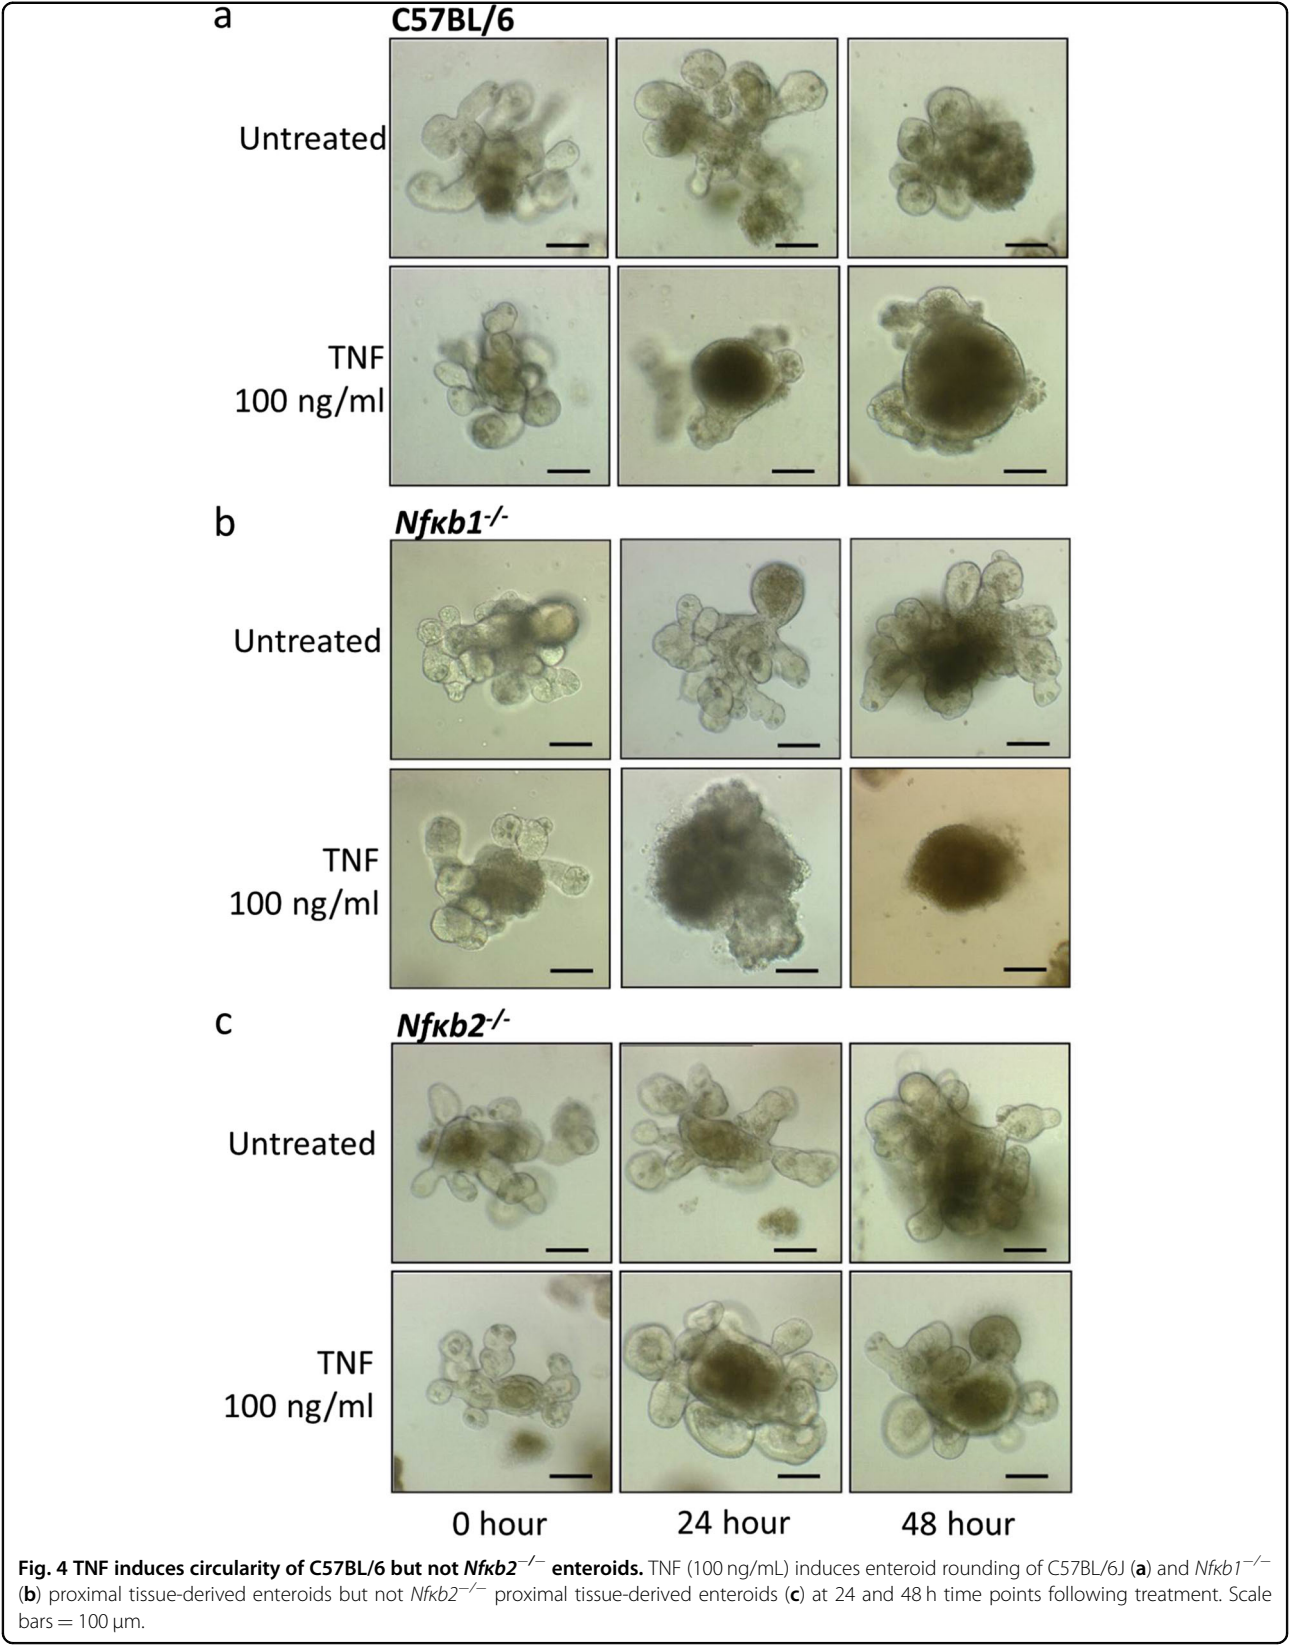 a
C57BL/6
Untreated
TNF
100 ng/ml
b
Nfκb1-/-
Untreated
TNF
100 ng/ml
c
Nfκb2-/-
Untreated
TNF
100 ng/ml
0 hour
24 hour
48 hour
Fig. 4 TNF induces circularity of C57BL/6 but not Nfκb2−/− enteroids. TNF (100 ng/mL) induces enteroid rounding of C57BL/6J (a) and Nfκb1−/−
(b) proximal tissue-derived enteroids but not Nfκb2−/− proximal tissue-derived enteroids (c) at 24 and 48 h time points following treatment. Scale
bars = 100 μm.